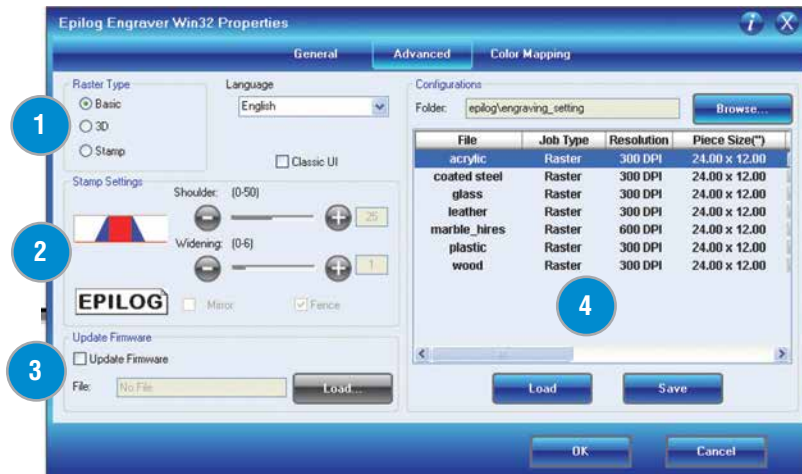 Epilog Engraver Win32 Properties
i X
General Advanced Color Mapping
1
Raster Type
Basic
3D
Stamp
Language
English
Classic UI
2
Stamp Settings
Shoulder: (0-50)
25
Widening: (0-6)
1
EPILOG
Mirror Fence
3
Update Firmware
Update Firmware
File: No File Load...
Configurations
Folder: epilog\engraving_setting Browse...
File Job Type Resolution Piece Size(")
acrylic Raster 300 DPI 24.00 x 12.00
coated steel Raster 300 DPI 24.00 x 12.00
glass Raster 300 DPI 24.00 x 12.00
leather Raster 300 DPI 24.00 x 12.00
marble_hires Raster 600 DPI 24.00 x 12.00
plastic Raster 300 DPI 24.00 x 12.00
wood Raster 300 DPI 24.00 x 12.00
4
Load Save
OK Cancel